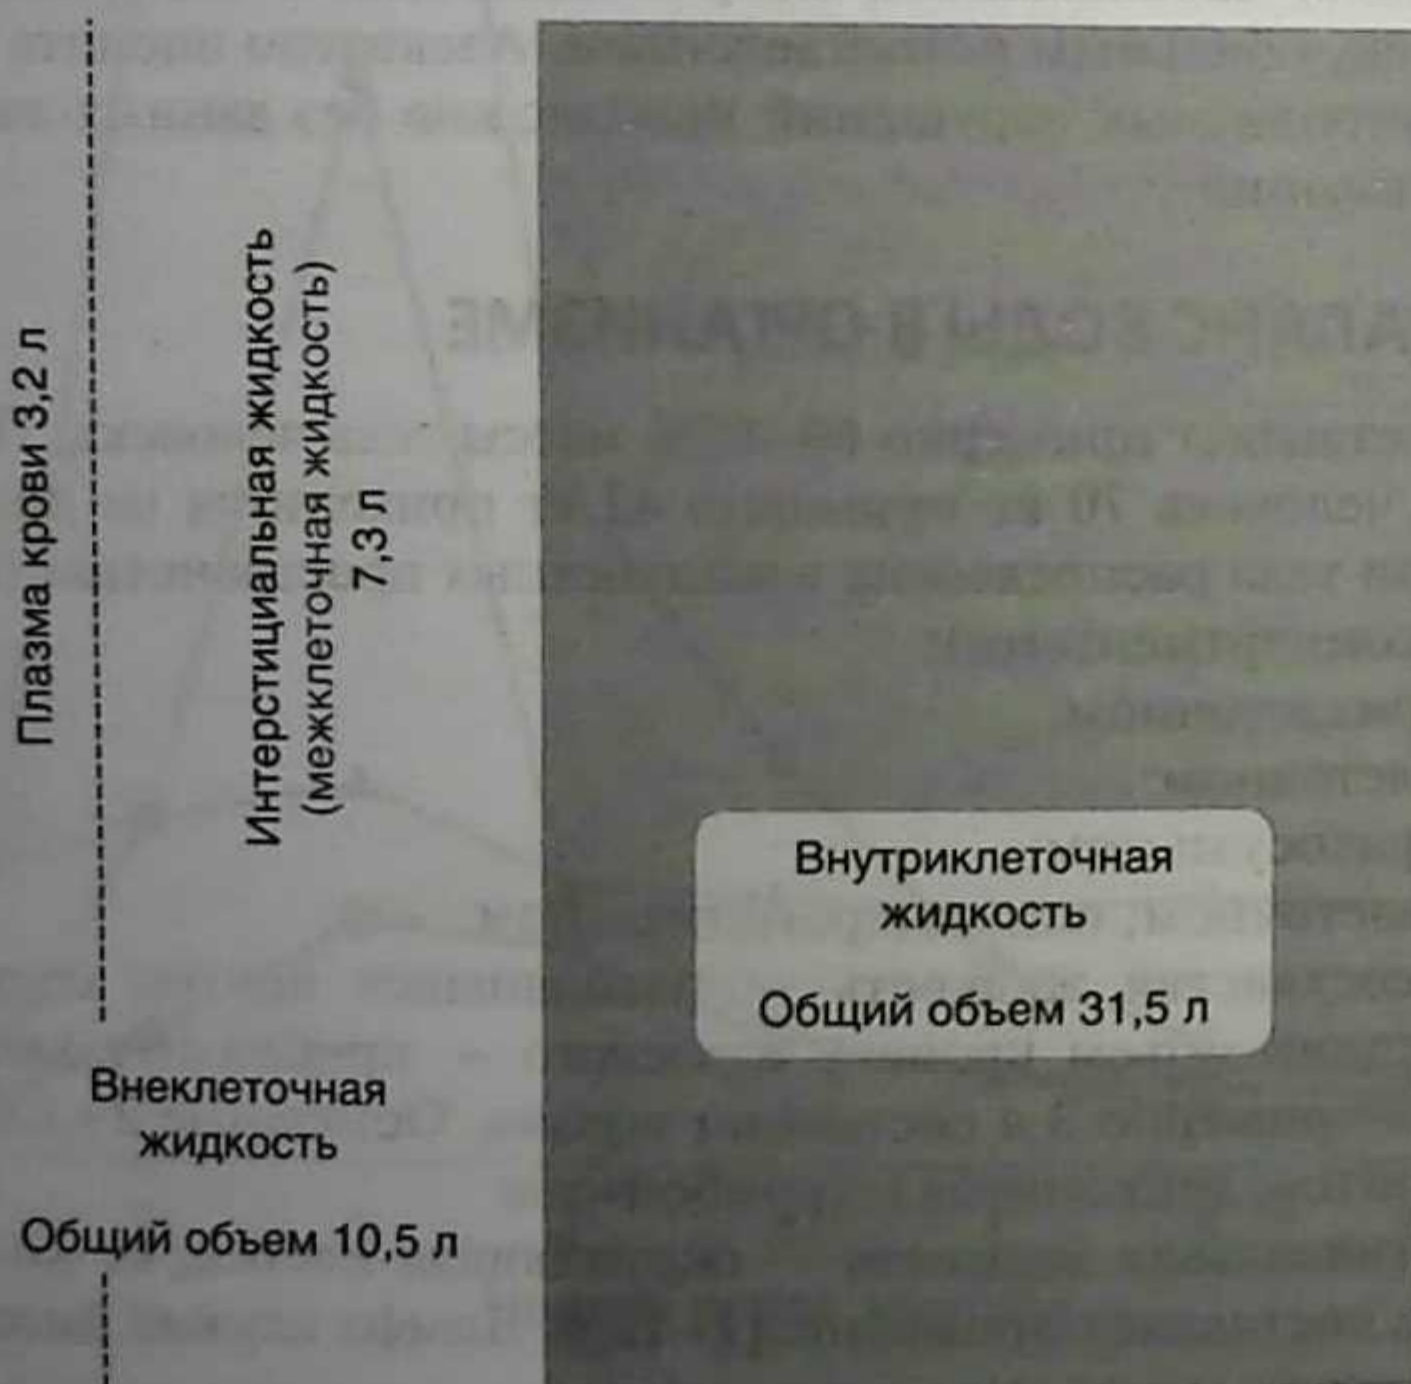 Плазма крови 3,2 л
Интерстициальная жидкость
(межклеточная жидкость)
7,3 л
Внутриклеточная
жидкость
Общий объем 31,5 л
Внеклеточная
жидкость
Общий объем 10,5 л